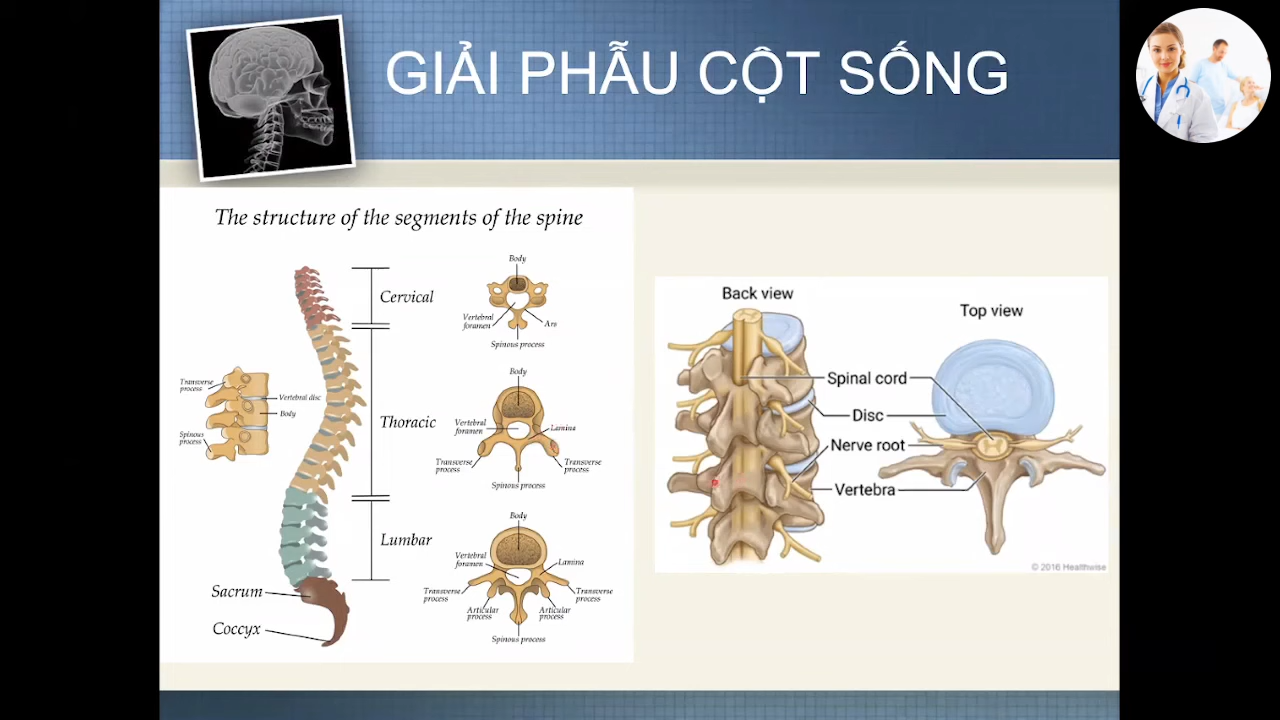 GIẢI PHẪU CỘT SỐNG
The structure of the segments of the spine
Cervical
Thoracic
Lumbar
Sacrum
Coccyx
Transverse
process
Vertebral disc
Body
Spinous
process
Body
Vertebral
foramen
Arc
Spinous process
Body
Vertebral
foramen
Lamina
Transverse
process
Transverse
process
Spinous process
Body
Vertebral
foramen
Lamina
Transverse
process
Transverse
process
Articular
process
Articular
process
Spinous process
Back view
Top view
Spinal cord
Disc
Nerve root
Vertebra
© 2016 Healthwise